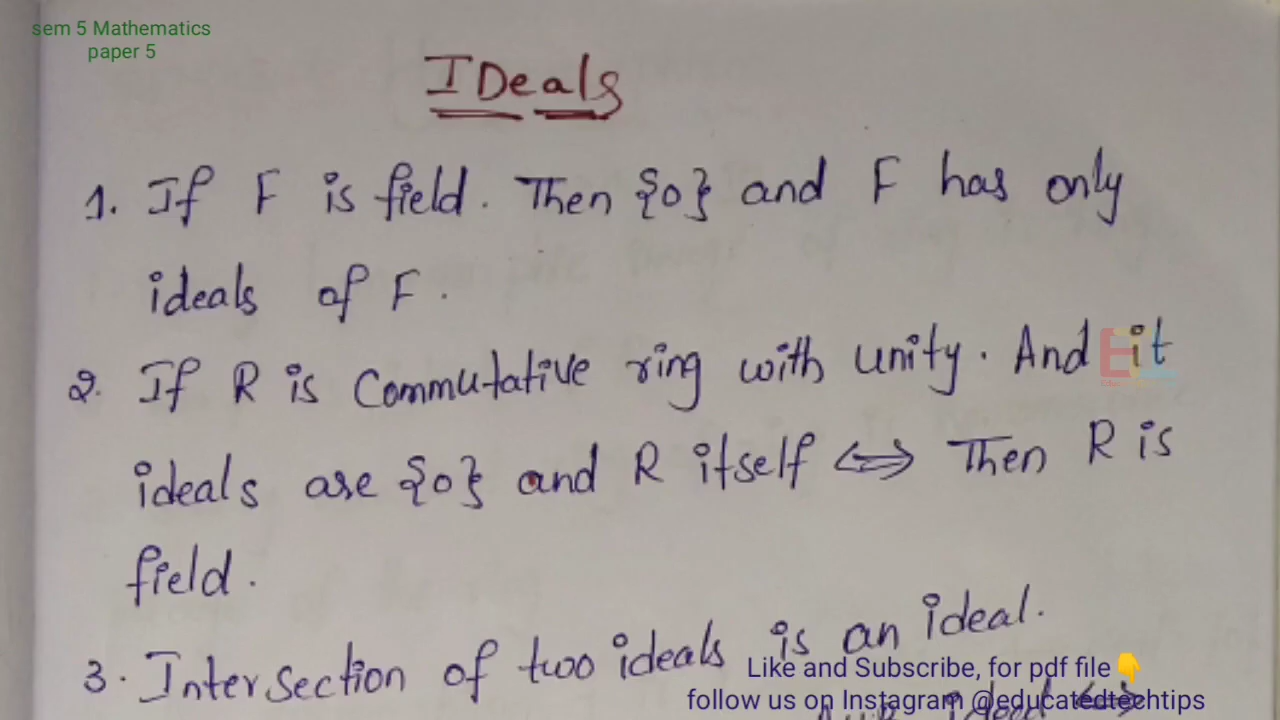 sem 5 Mathematics
paper 5
IDeals
1. If F is field. Then {0} and F has only
ideals of F.
2. If R is Commutative ring with unity. And it
ideals are {0} and R itself ⇔ Then R is
field.
3. Intersection of two ideals is an ideal.
Like and Subscribe, for pdf file👇
follow us on Instagram @educatedtechtips